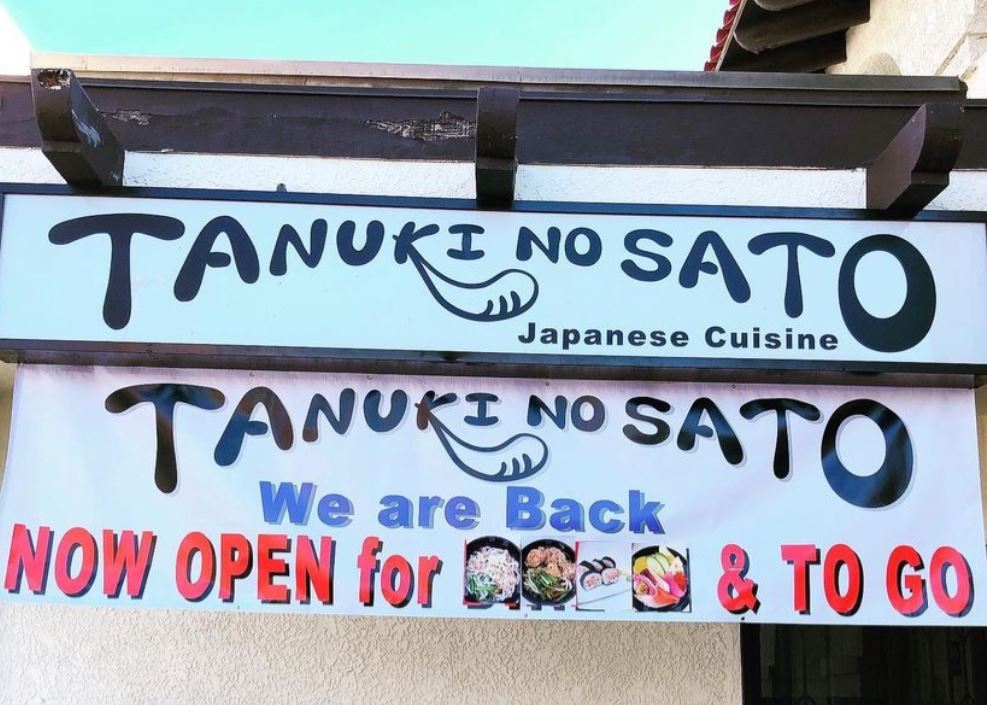 TANUKI NO SATO
Japanese Cuisine
TANUKI NO SATO
We are Back
NOW OPEN for & TO GO